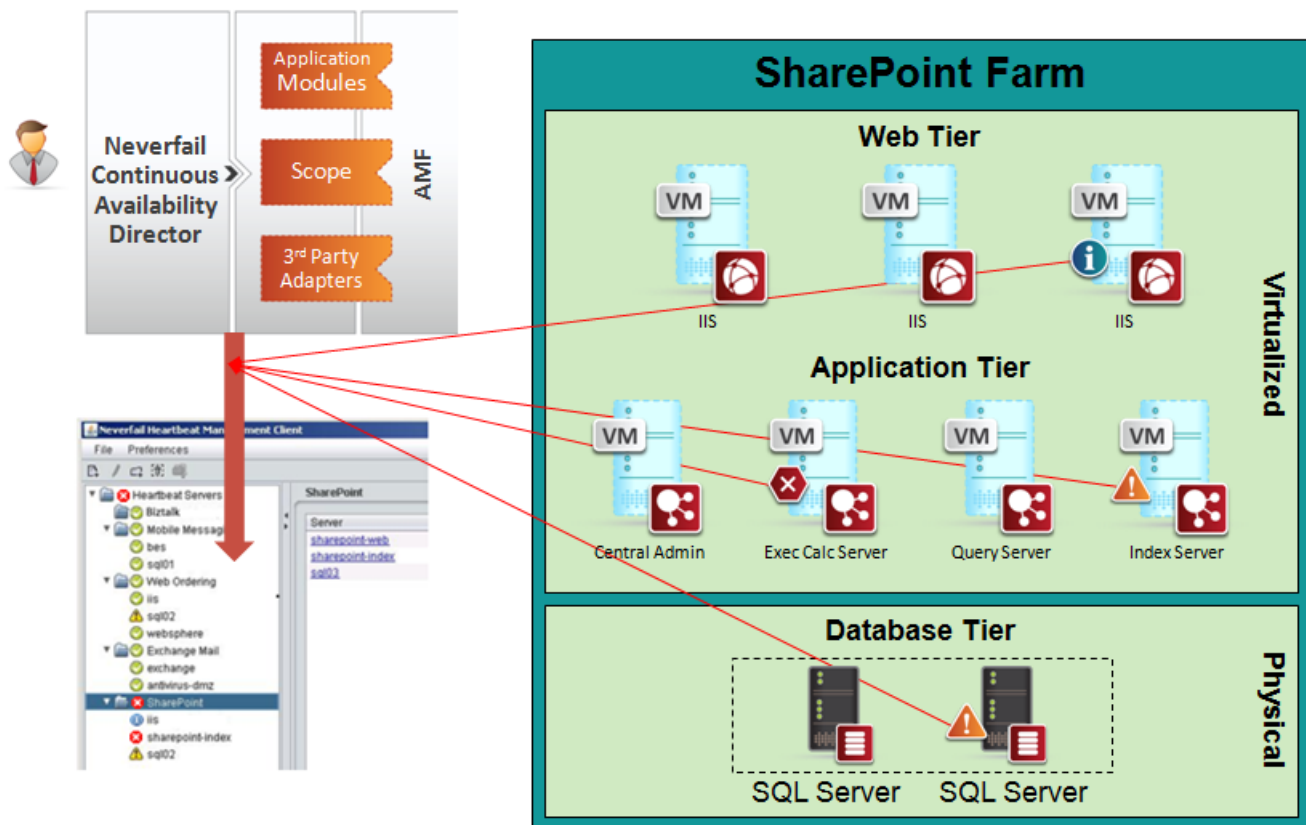 Neverfail
Continuous
Availability
Director
Application
Modules
Scope
3rd Party
Adapters
AMF
SharePoint Farm
Web Tier
VM
VM
VM
IIS
IIS
IIS
Virtualized
Application Tier
VM
VM
VM
VM
Central Admin
Exec Calc Server
Query Server
Index Server
Database Tier
SQL Server
SQL Server
Physical
Neverfail Heartbeat Management Client
File Preferences
Heartbeat Servers
Biztalk
Mobile Messagi
bes
sql01
Web Ordering
iis
sql02
websphere
Exchange Mail
exchange
antivirus-dmz
SharePoint
iis
sharepoint-index
sql02
SharePoint
Server
sharepoint-web
sharepoint-index
sql03